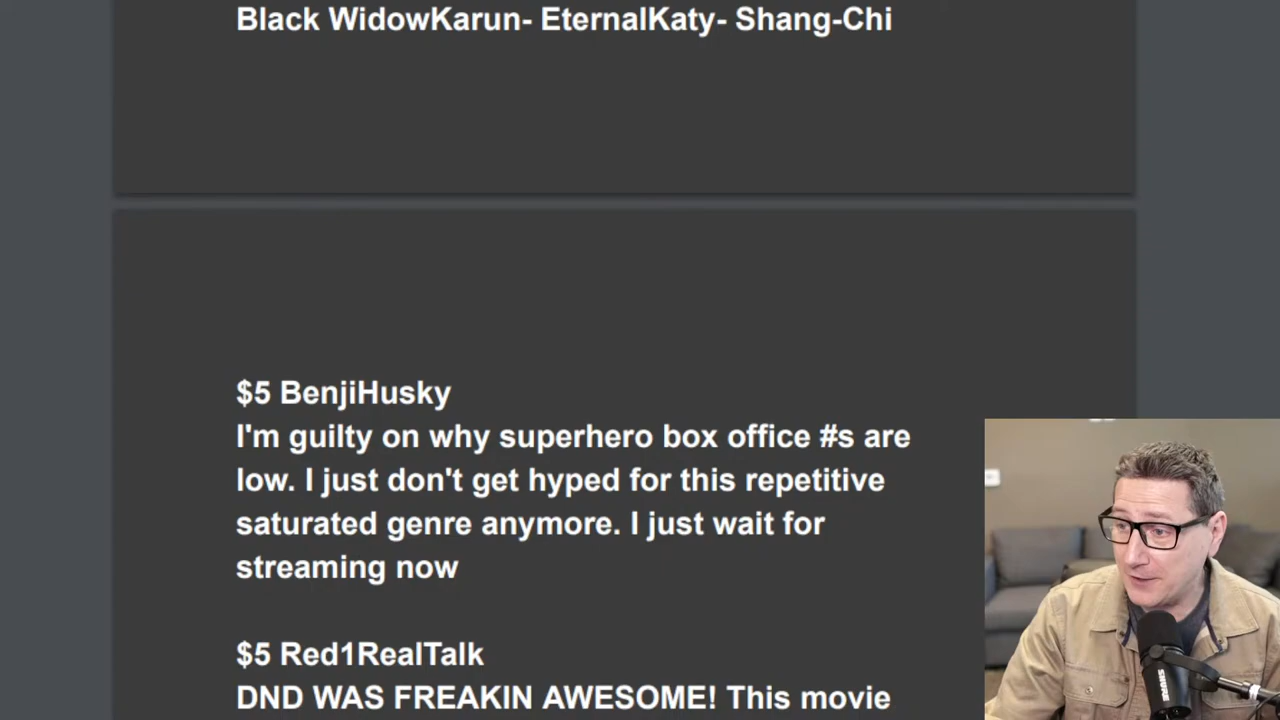 Black WidowKarun- EternalKaty- Shang-Chi
$5 BenjiHusky
I'm guilty on why superhero box office #s are
low. I just don't get hyped for this repetitive
saturated genre anymore. I just wait for
streaming now
$5 Red1RealTalk
DND WAS FREAKIN AWESOME! This movie
SHURE